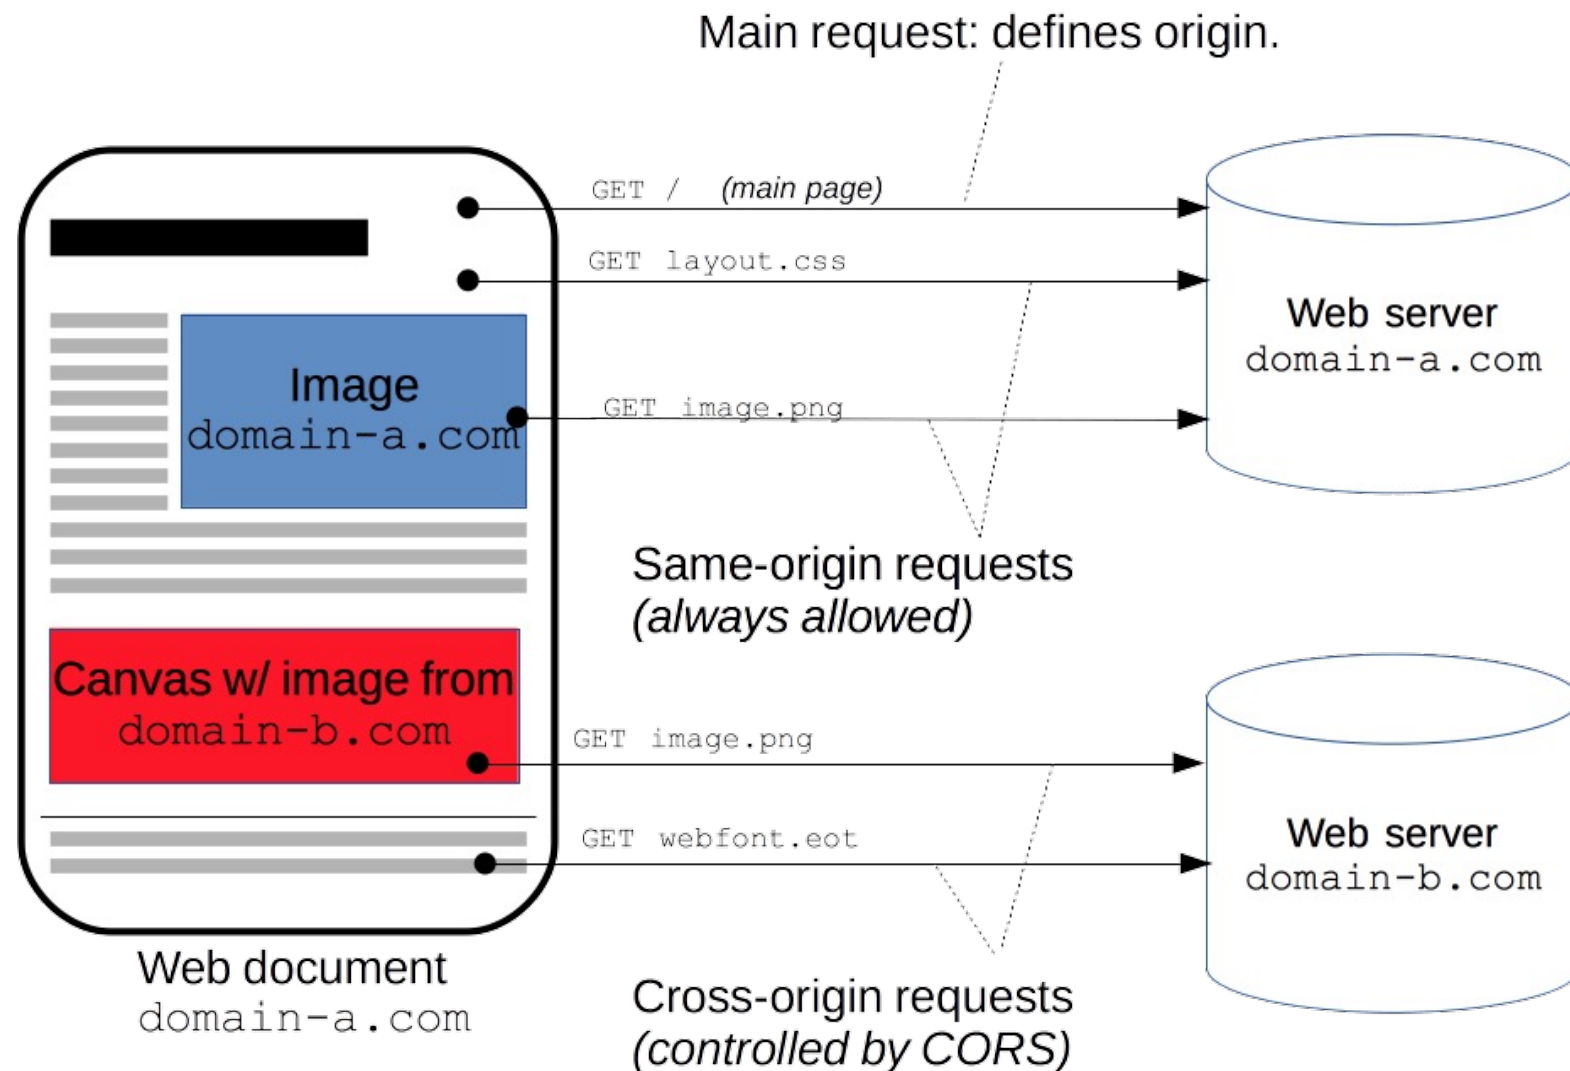 Main request: defines origin.
GET / (main page)
GET layout.css
Image
domain-a.com
GET image.png
Web server
domain-a.com
Same-origin requests
(always allowed)
Canvas w/ image from
domain-b.com
GET image.png
GET webfont.eot
Web server
domain-b.com
Web document
domain-a.com
Cross-origin requests
(controlled by CORS)